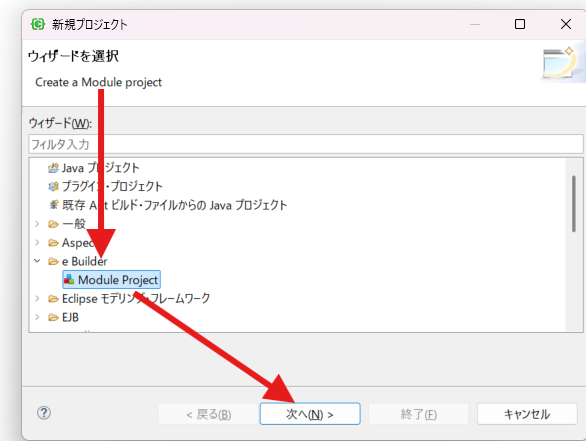 新規プロジェクト
ウィザードを選択
Create a Module project
ウィザード(W):
フィルタ入力
Java プロジェクト
プラグイン・プロジェクト
既存 Ant ビルド・ファイルからの Java プロジェクト
一般
e Builder
Module Project
Eclipse モデリング・フレームワーク
EJB
< 戻る(B) 次へ(N) > 終了(F) キャンセル